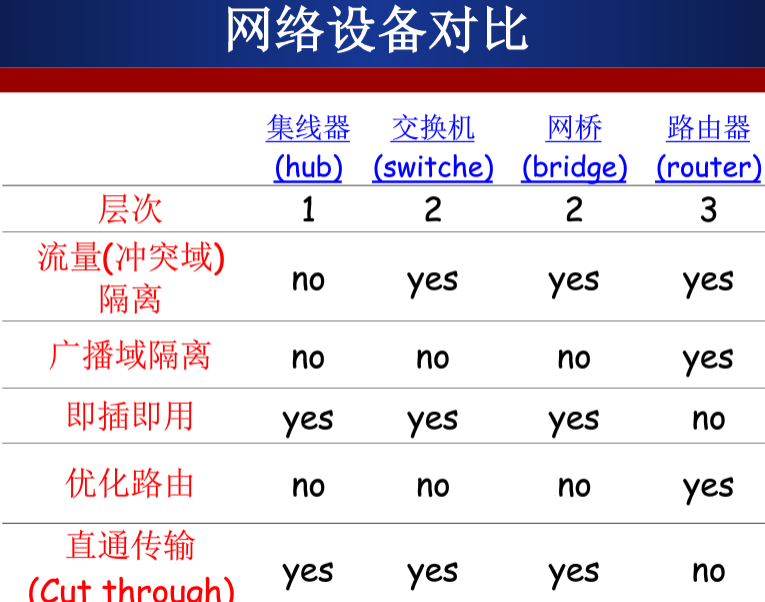 网络设备对比
集线器 交换机 网桥 路由器
(hub) (switche) (bridge) (router)
层次 1 2 2 3
流量(冲突域)
隔离 no yes yes yes
广播域隔离 no no no yes
即插即用 yes yes yes no
优化路由 no no no yes
直通传输
(Cut through) yes yes yes no